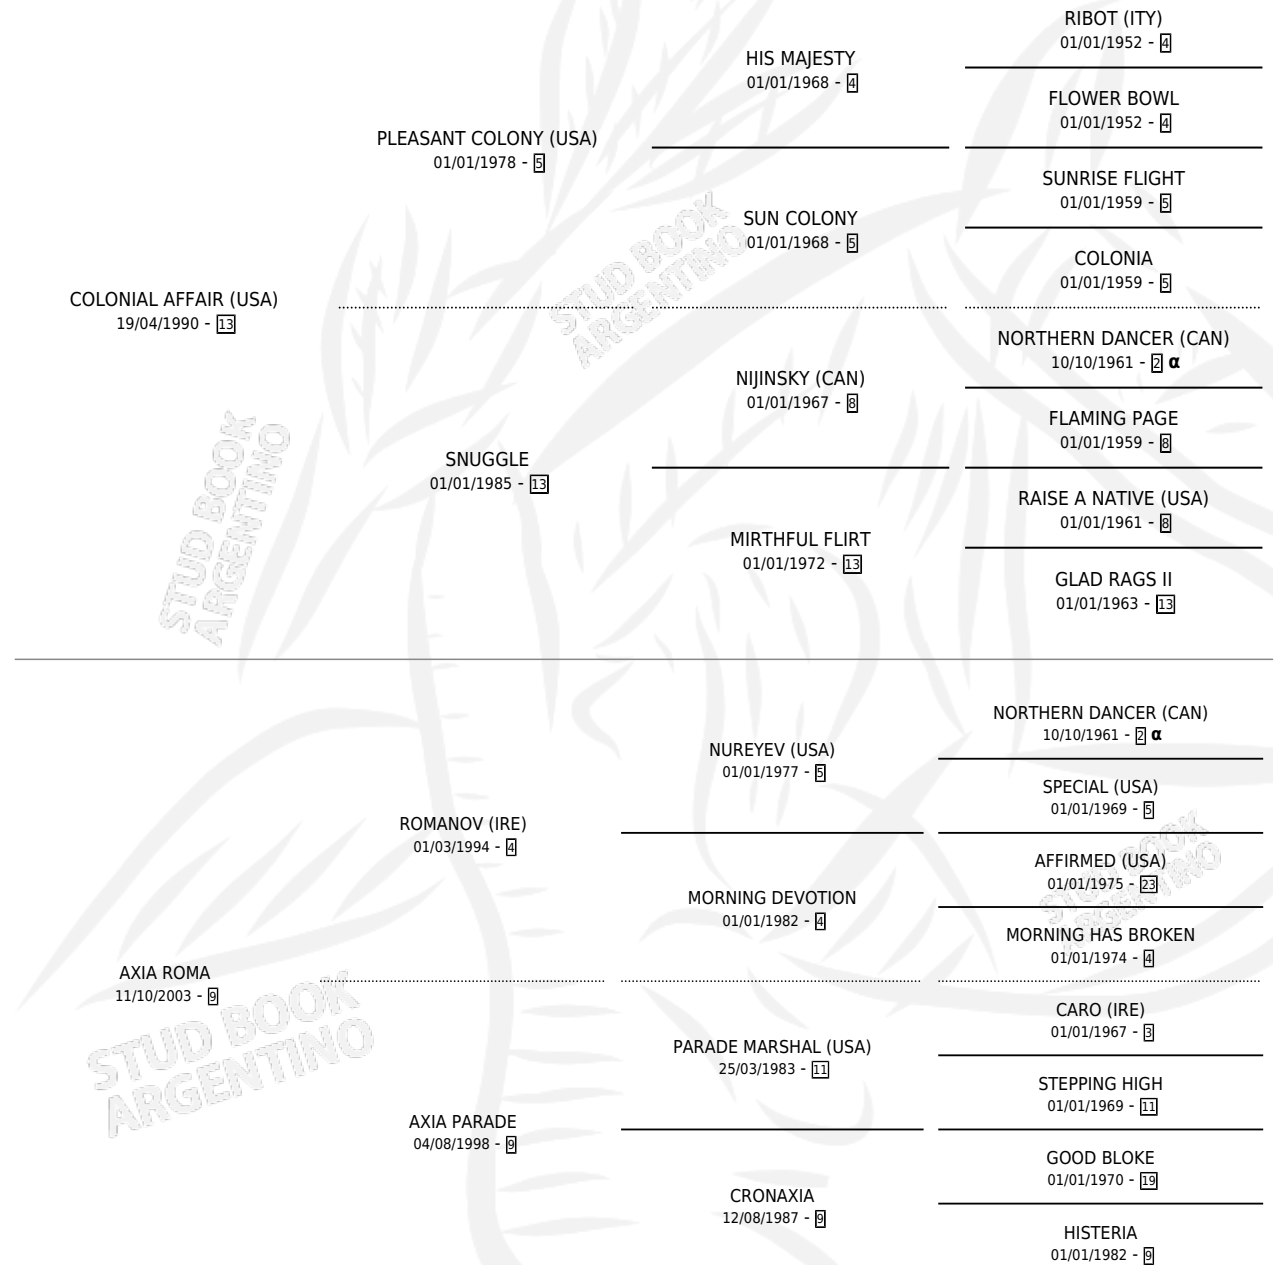 RIBOT (ITY)
01/01/1952 - 4
HIS MAJESTY
01/01/1968 - 4
FLOWER BOWL
01/01/1952 - 4
PLEASANT COLONY (USA)
01/01/1978 - 5
SUNRISE FLIGHT
01/01/1959 - 5
SUN COLONY
01/01/1968 - 5
COLONIA
01/01/1959 - 5
COLONIAL AFFAIR (USA)
19/04/1990 - 13
NORTHERN DANCER (CAN)
10/10/1961 - 2 α
NIJINSKY (CAN)
01/01/1967 - 8
FLAMING PAGE
01/01/1959 - 8
SNUGGLE
01/01/1985 - 13
RAISE A NATIVE (USA)
01/01/1961 - 8
MIRTHFUL FLIRT
01/01/1972 - 13
GLAD RAGS II
01/01/1963 - 13
NORTHERN DANCER (CAN)
10/10/1961 - 2 α
NUREYEV (USA)
01/01/1977 - 5
SPECIAL (USA)
01/01/1969 - 5
ROMANOV (IRE)
01/03/1994 - 4
AFFIRMED (USA)
01/01/1975 - 23
MORNING DEVOTION
01/01/1982 - 4
MORNING HAS BROKEN
01/01/1974 - 4
AXIA ROMA
11/10/2003 - 9
CARO (IRE)
01/01/1967 - 3
PARADE MARSHAL (USA)
25/03/1983 - 11
STEPPING HIGH
01/01/1969 - 11
AXIA PARADE
04/08/1998 - 9
GOOD BLOKE
01/01/1970 - 19
CRONAXIA
12/08/1987 - 9
HISTERIA
01/01/1982 - 9
STUD BOOK
ARGENTINO
STUD BOOK
ARGENTINO
STUD BOOK
ARGENTINO
STUD BOOK
ARGENTINO